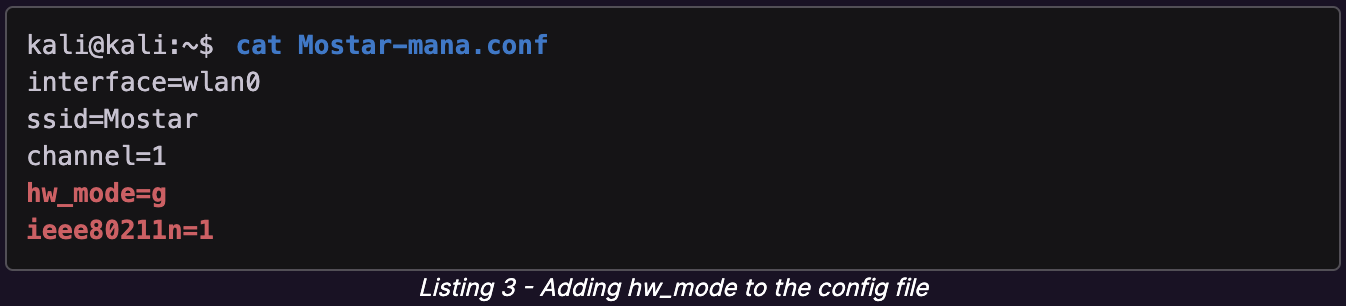 kali@kali:~$ cat Mostar-mana.conf
interface=wlan0
ssid=Mostar
channel=1
hw_mode=g
ieee80211n=1
Listing 3 - Adding hw_mode to the config file